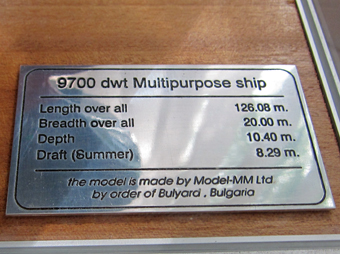 9700 dwt Multipurpose ship
Length over all 126.08 m.
Breadth over all 20.00 m.
Depth 10.40 m.
Draft (Summer) 8.29 m.
the model is made by Model-MM Ltd
by order of Bulyard , Bulgaria